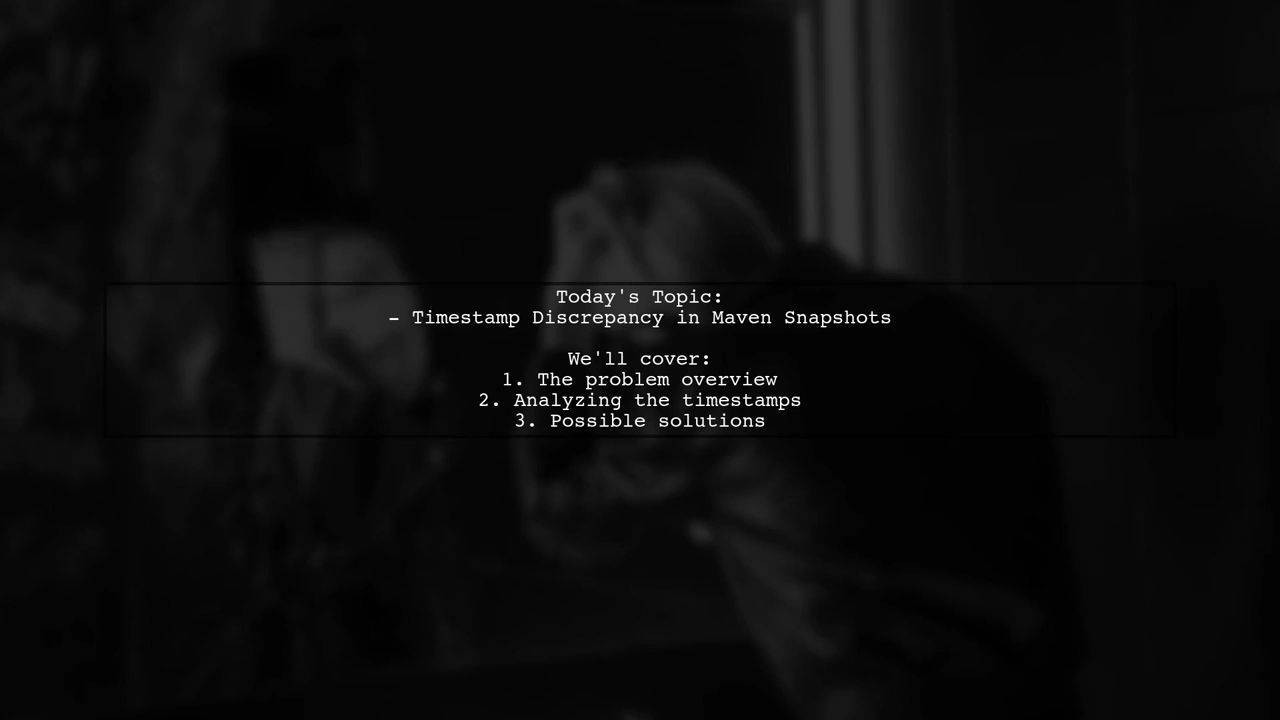 Today's Topic:
- Timestamp Discrepancy in Maven Snapshots
We'll cover:
1. The problem overview
2. Analyzing the timestamps
3. Possible solutions